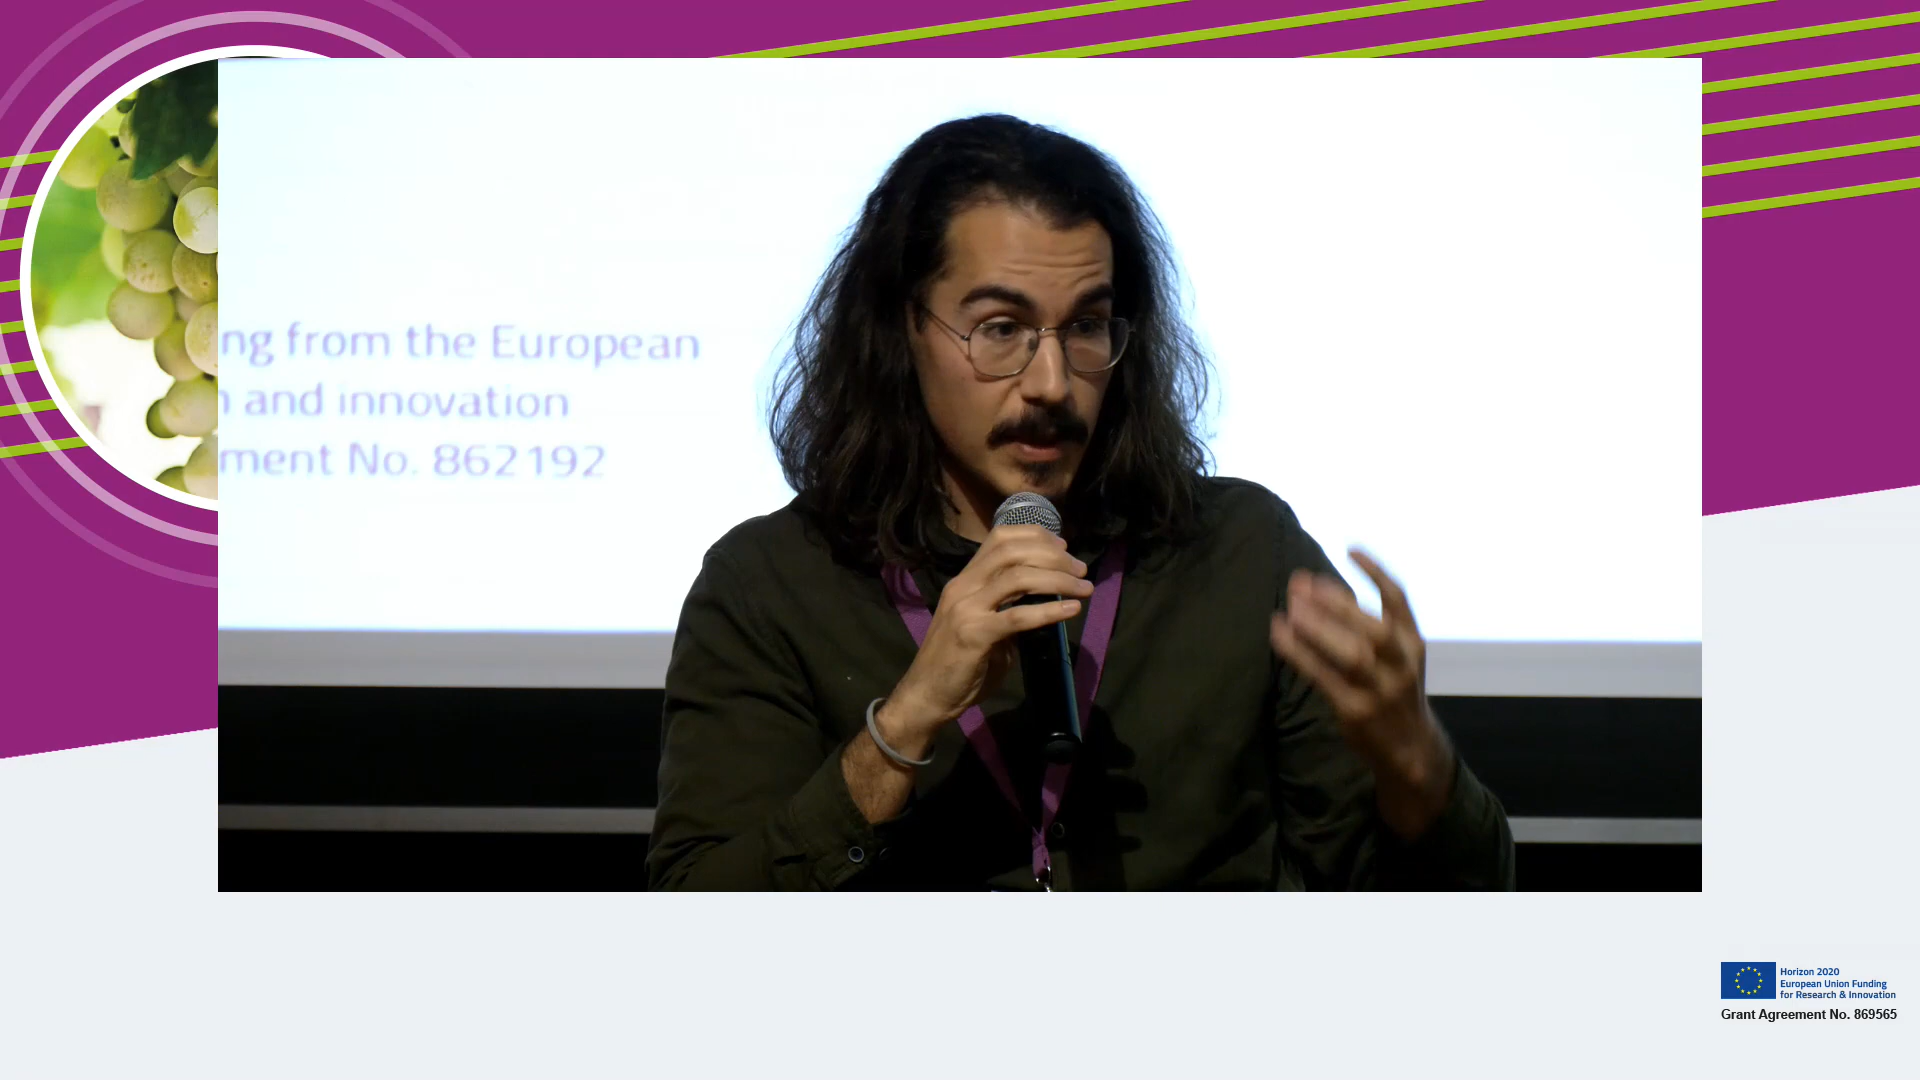 ng from the European
and innovation
ment No. 862192
Horizon 2020
European Union Funding
for Research & Innovation
Grant Agreement No. 869565